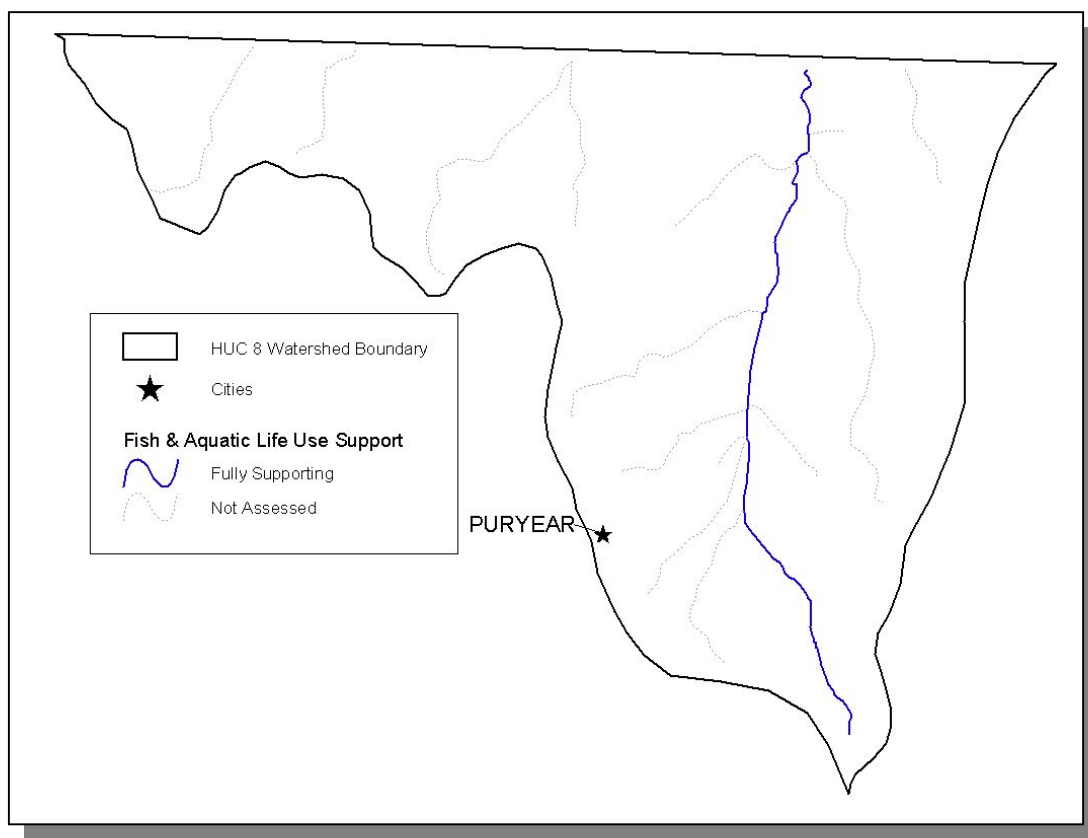 HUC 8 Watershed Boundary
Cities
Fish & Aquatic Life Use Support
Fully Supporting
Not Assessed
PURYEAR